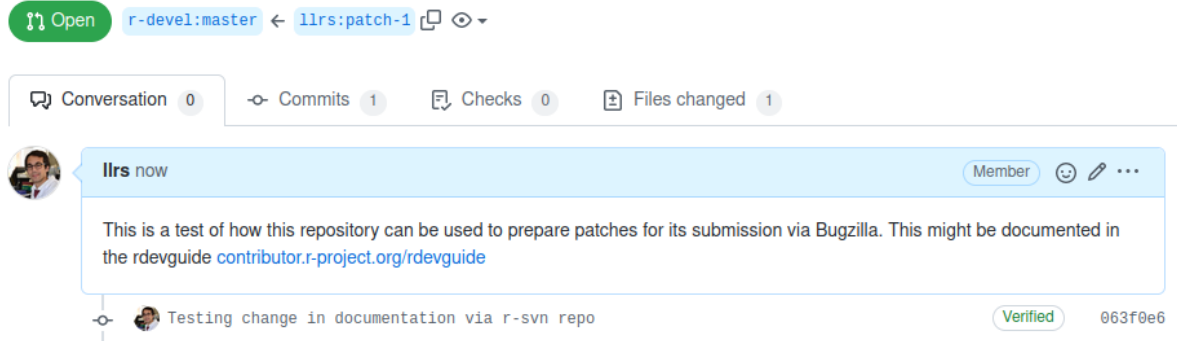 Open r-devel:master ← llrs:patch-1
Conversation 0 Commits 1 Checks 0 Files changed 1
llrs now Member
This is a test of how this repository can be used to prepare patches for its submission via Bugzilla. This might be documented in
the rdevguide contributor.r-project.org/rdevguide
Testing change in documentation via r-svn repo Verified 063f0e6